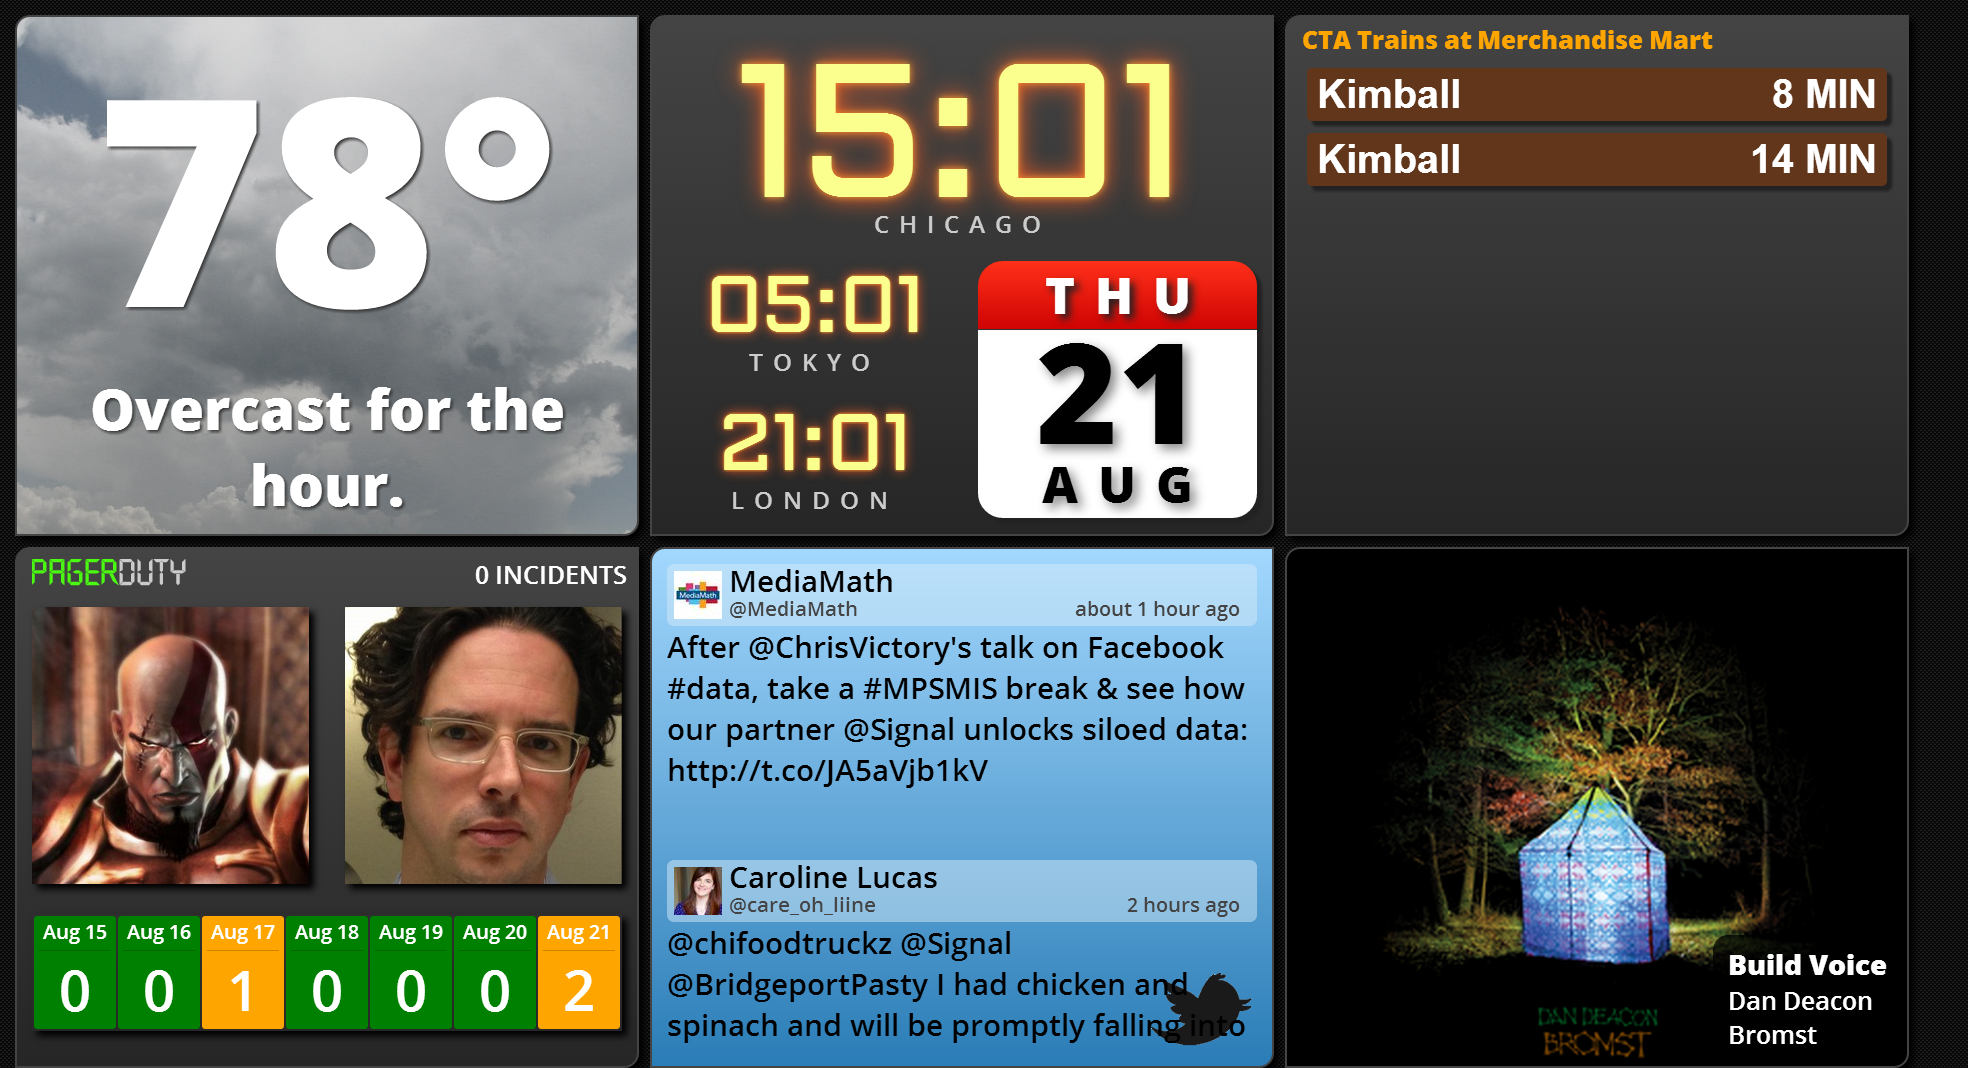 78°
Overcast for the
hour.
15:01
CHICAGO
05:01
TOKYO
21:01
LONDON
THU
21
AUG
CTA Trains at Merchandise Mart
Kimball 8 MIN
Kimball 14 MIN
PAGERDUTY 0 INCIDENTS
Aug 15 Aug 16 Aug 17 Aug 18 Aug 19 Aug 20 Aug 21
0 0 1 0 0 0 2
MediaMath
MediaMath
@MediaMath about 1 hour ago
After @ChrisVictory's talk on Facebook
#data, take a #MPSMIS break & see how
our partner @Signal unlocks siloed data:
http://t.co/JA5aVjb1kV
Caroline Lucas
@care_oh_liine 2 hours ago
@chifoodtruckz @Signal
@BridgeportPasty I had chicken and
spinach and will be promptly falling into
DAN DEACON
BROMST
Build Voice
Dan Deacon
Bromst